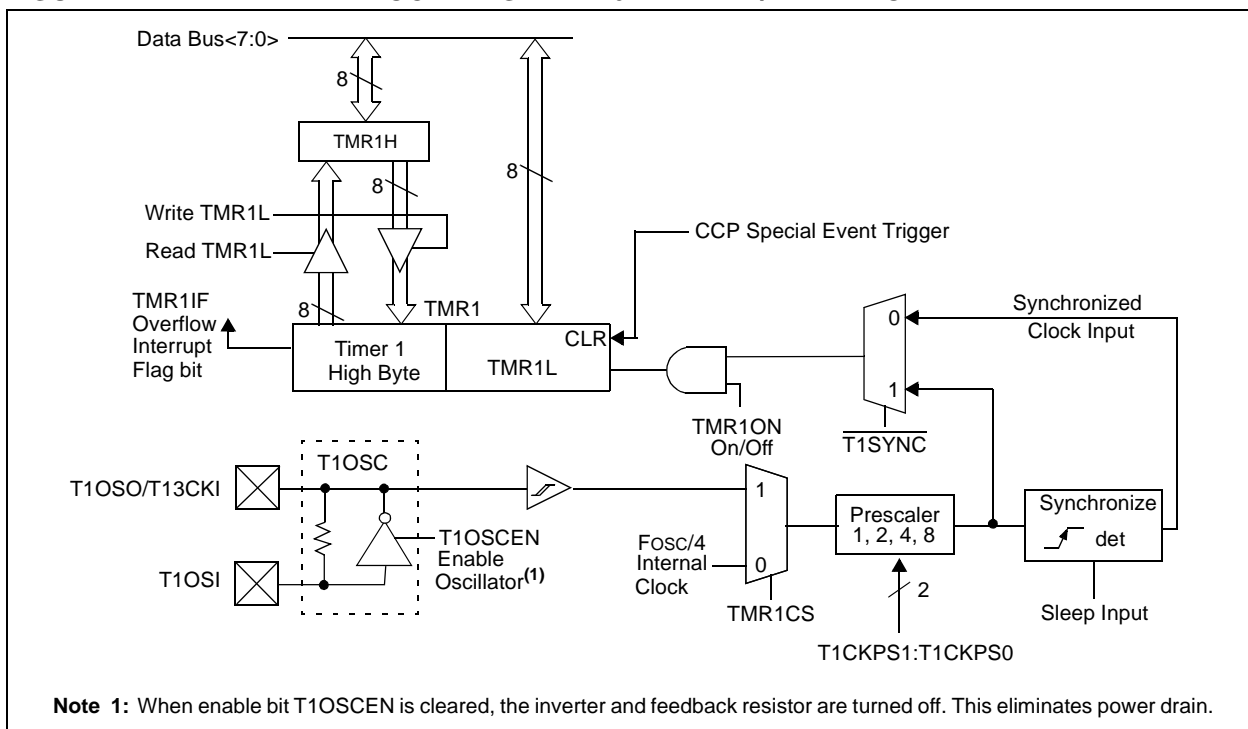 Data Bus<7:0>
8
TMR1H
8
8
Write TMR1L
Read TMR1L
CCP Special Event Trigger
TMR1IF
Overflow
Interrupt
Flag bit
8
TMR1
Timer 1
High Byte
TMR1L
CLR
0
1
Synchronized
Clock Input
TMR1ON
On/Off
T1SYNC
T1OSC
T1OSO/T13CKI
T1OSI
T1OSCEN
Enable
Oscillator(1)
FOSC/4
Internal
Clock
1
0
TMR1CS
Prescaler
1, 2, 4, 8
2
T1CKPS1:T1CKPS0
Synchronize
det
Sleep Input
Note 1: When enable bit T1OSCEN is cleared, the inverter and feedback resistor are turned off. This eliminates power drain.